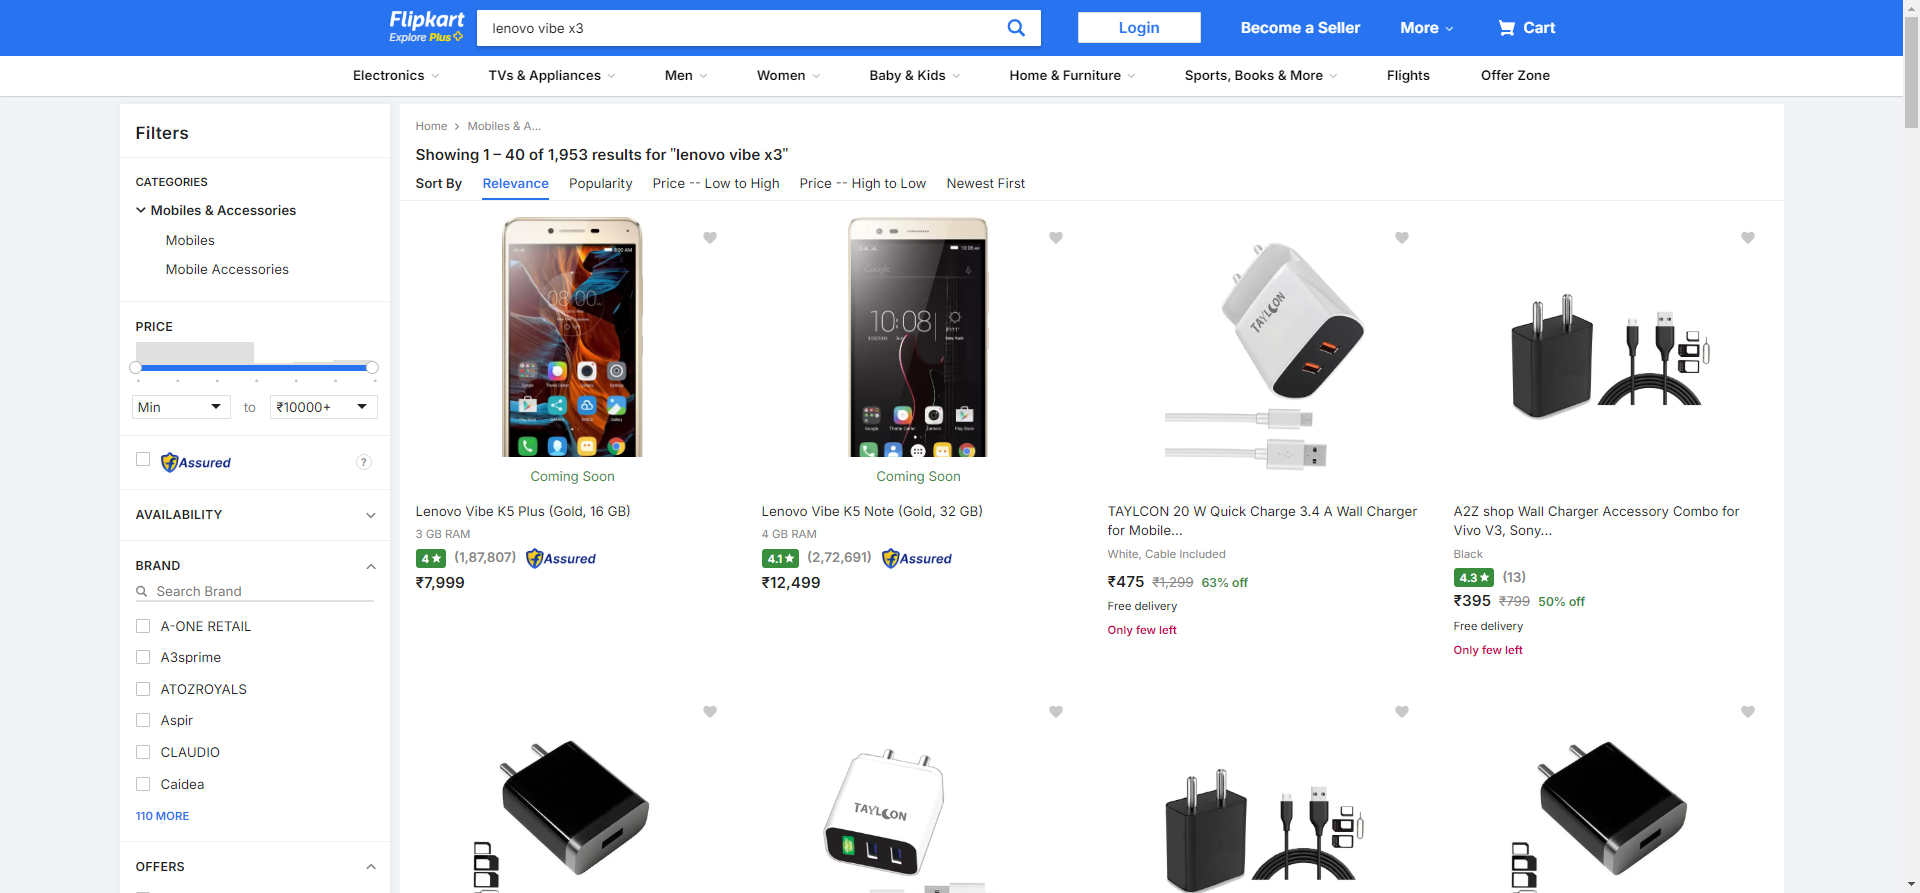 Flipkart
Explore Plus
lenovo vibe x3
Login
Become a Seller
More
Cart
Electronics
TVs & Appliances
Men
Women
Baby & Kids
Home & Furniture
Sports, Books & More
Flights
Offer Zone
Filters
CATEGORIES
Mobiles & Accessories
Mobiles
Mobile Accessories
PRICE
Min
to
₹10000+
Assured
?
AVAILABILITY
BRAND
Search Brand
A-ONE RETAIL
A3sprime
ATOZROYALS
Aspir
CLAUDIO
Caidea
110 MORE
OFFERS
Home
Mobiles & A...
Showing 1 – 40 of 1,953 results for "lenovo vibe x3"
Sort By
Relevance
Popularity
Price -- Low to High
Price -- High to Low
Newest First
08:00
Coming Soon
Lenovo Vibe K5 Plus (Gold, 16 GB)
3 GB RAM
4★
(1,87,807)
Assured
₹7,999
Google
10:08
Coming Soon
Lenovo Vibe K5 Note (Gold, 32 GB)
4 GB RAM
4.1★
(2,72,691)
Assured
₹12,499
TAYLCON
TAYLCON 20 W Quick Charge 3.4 A Wall Charger
for Mobile...
White, Cable Included
₹475 ₹1,299 63% off
Free delivery
Only few left
A2Z shop Wall Charger Accessory Combo for
Vivo V3, Sony...
Black
4.3★
(13)
₹395 ₹799 50% off
Free delivery
Only few left
TAYLCON